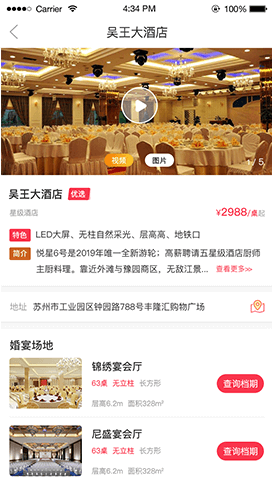 Carrier 4:34 PM 83%
吴王大酒店
视频 图片
1 / 5
吴王大酒店 优选
星级酒店 ¥2988/桌起
特色 LED大屏、无柱自然采光、层高高、地铁口
简介 悦星6号是2019年唯一全新游轮；高薪聘请五星级酒店厨师
主厨料理。靠近外滩与豫园商区，无敌江景... 查看更多>>
地址 苏州市工业园区钟园路788号丰隆汇购物广场
婚宴场地
锦绣宴会厅
63桌 无立柱 长方形
查询档期
层高6.2m 面积328m²
尼盛宴会厅
63桌 无立柱 长方形
查询档期
层高6.2m 面积328m²